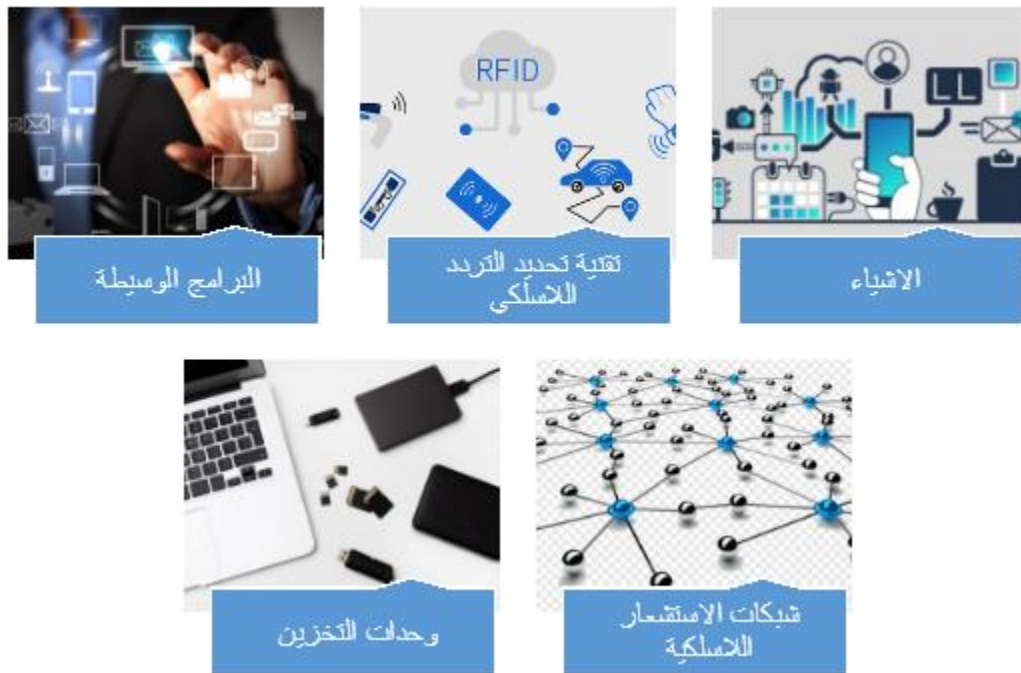 الاشياء
RFID
تقنية تحديد التردد
اللاسلكي
البرامج الوسيطة
شبكات الاستشعار
اللاسلكية
وحدات التخزين